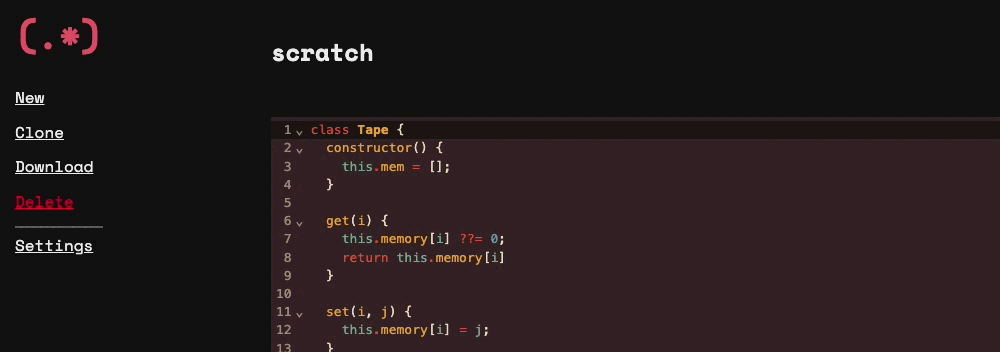 (.*)
scratch
New
Clone
Download
Delete
Settings
1 class Tape {
2 constructor() {
3 this.mem = [];
4 }
5
6 get(i) {
7 this.memory[i] ??= 0;
8 return this.memory[i]
9 }
10
11 set(i, j) {
12 this.memory[i] = j;
13 }